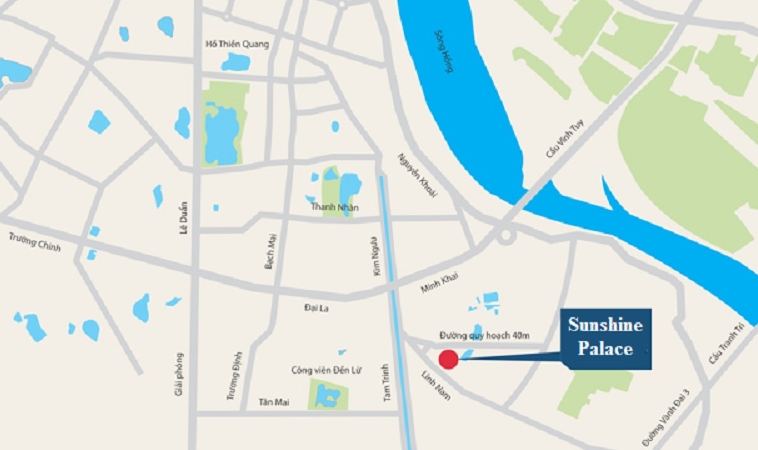 Sông Hồng
Hồ Thiền Quang
Cầu Vĩnh Tuy
Nguyễn Khoái
Thanh Nhàn
Lê Duẩn
Trường Chinh
Bạch Mai
Kim Ngưu
Minh Khai
Đại La
Sunshine
Palace
Đường quy hoạch 40m
Cầu Thanh Trì
Giải phóng
Trương Định
Công viên Đền Lừ
Tam Trinh
Lĩnh Nam
Tân Mai
Đường Vành Đai 3